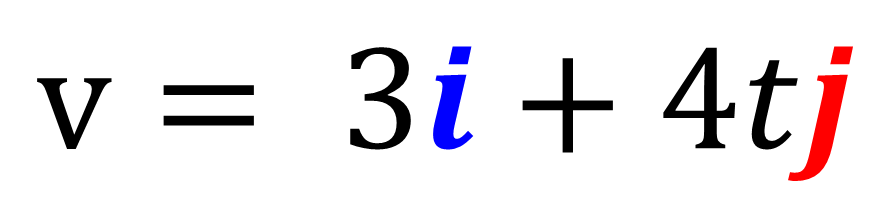 v = 3i + 4tj